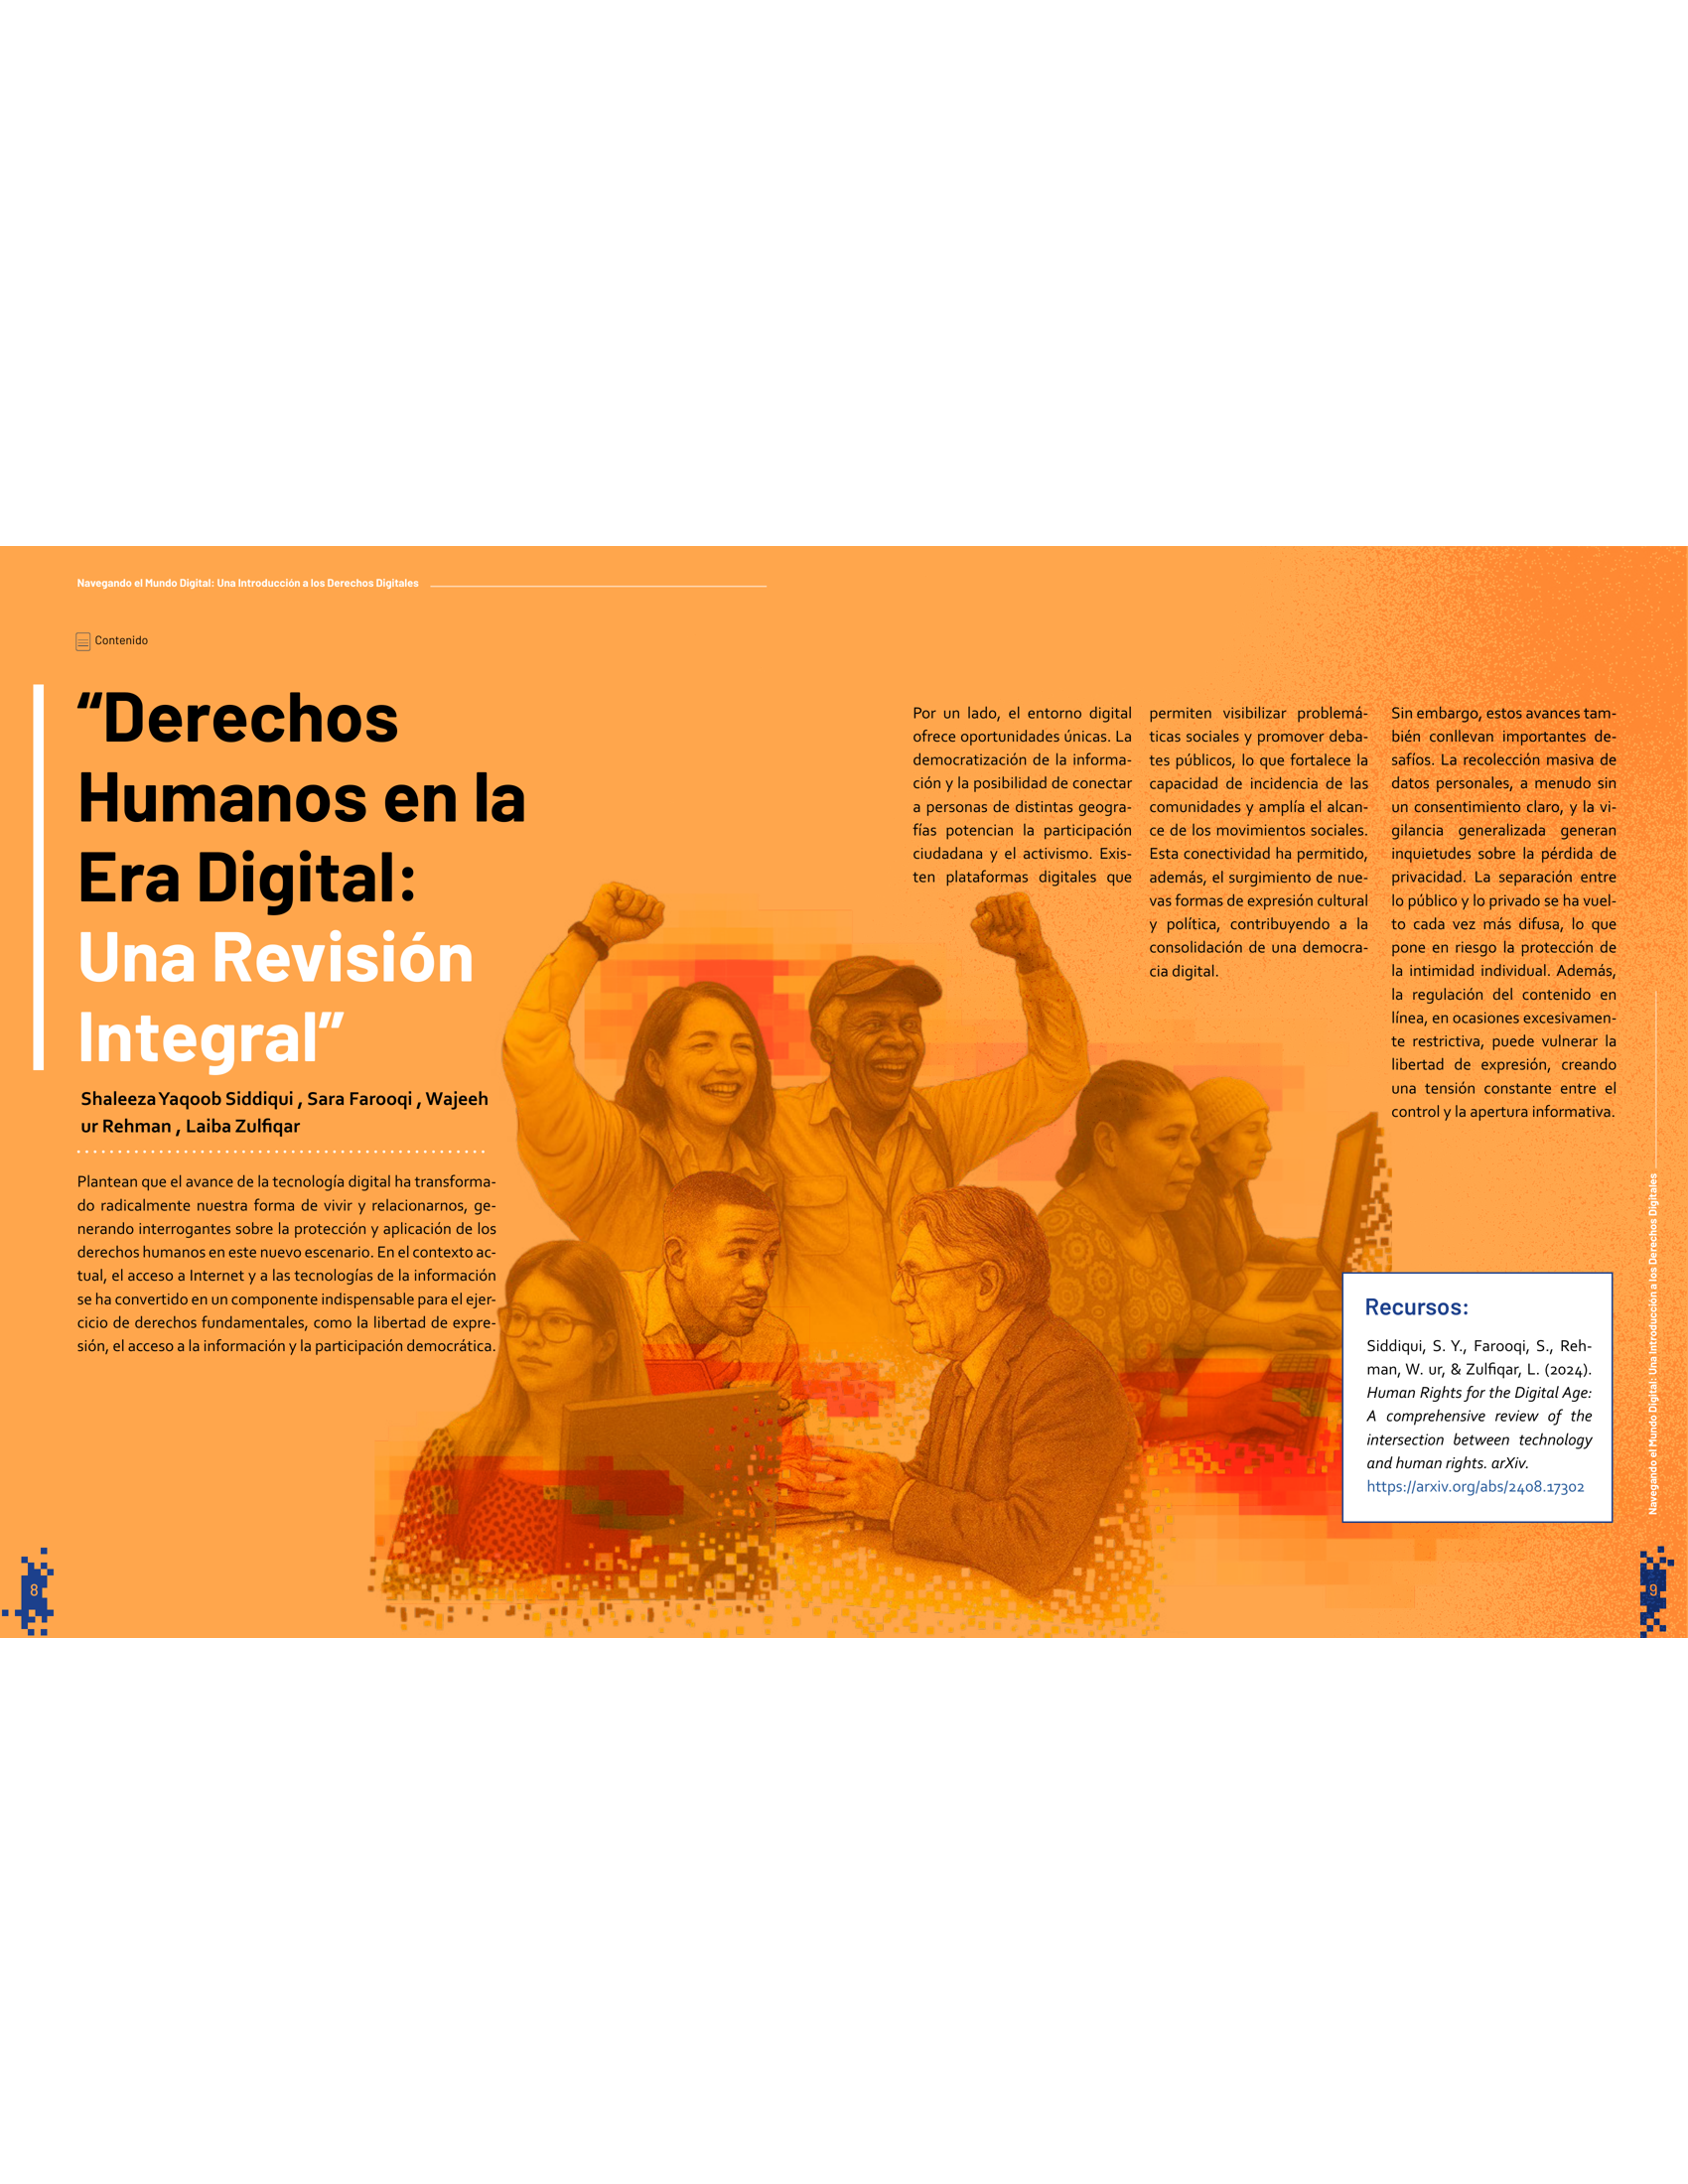 Navegando el Mundo Digital: Una Introducción a los Derechos Digitales
Contenido
“Derechos
Humanos en la
Era Digital:
Una Revisión
Integral”
Shaleeza Yaqoob Siddiqui , Sara Farooqi , Wajeeh
ur Rehman , Laiba Zulfiqar
Plantean que el avance de la tecnología digital ha transforma-
do radicalmente nuestra forma de vivir y relacionarnos, ge-
nerando interrogantes sobre la protección y aplicación de los
derechos humanos en este nuevo escenario. En el contexto ac-
tual, el acceso a Internet y a las tecnologías de la información
se ha convertido en un componente indispensable para el ejer-
cicio de derechos fundamentales, como la libertad de expre-
sión, el acceso a la información y la participación democrática.
8
Por un lado, el entorno digital
ofrece oportunidades únicas. La
democratización de la informa-
ción y la posibilidad de conectar
a personas de distintas geogra-
fías potencian la participación
ciudadana y el activismo. Exis-
ten plataformas digitales que
permiten visibilizar problemá-
ticas sociales y promover deba-
tes públicos, lo que fortalece la
capacidad de incidencia de las
comunidades y amplía el alcan-
ce de los movimientos sociales.
Esta conectividad ha permitido,
además, el surgimiento de nue-
vas formas de expresión cultural
y política, contribuyendo a la
consolidación de una democra-
cia digital.
Sin embargo, estos avances tam-
bién conllevan importantes de-
safíos. La recolección masiva de
datos personales, a menudo sin
un consentimiento claro, y la vi-
gilancia generalizada generan
inquietudes sobre la pérdida de
privacidad. La separación entre
lo público y lo privado se ha vuel-
to cada vez más difusa, lo que
pone en riesgo la protección de
la intimidad individual. Además,
la regulación del contenido en
línea, en ocasiones excesivamen-
te restrictiva, puede vulnerar la
libertad de expresión, creando
una tensión constante entre el
control y la apertura informativa.
Recursos:
Siddiqui, S. Y., Farooqi, S., Reh-
man, W. ur, & Zulfiqar, L. (2024).
Human Rights for the Digital Age:
A comprehensive review of the
intersection between technology
and human rights. arXiv.
https://arxiv.org/abs/2408.17302
Navegando el Mundo Digital: Una Introducción a los Derechos Digitales
9